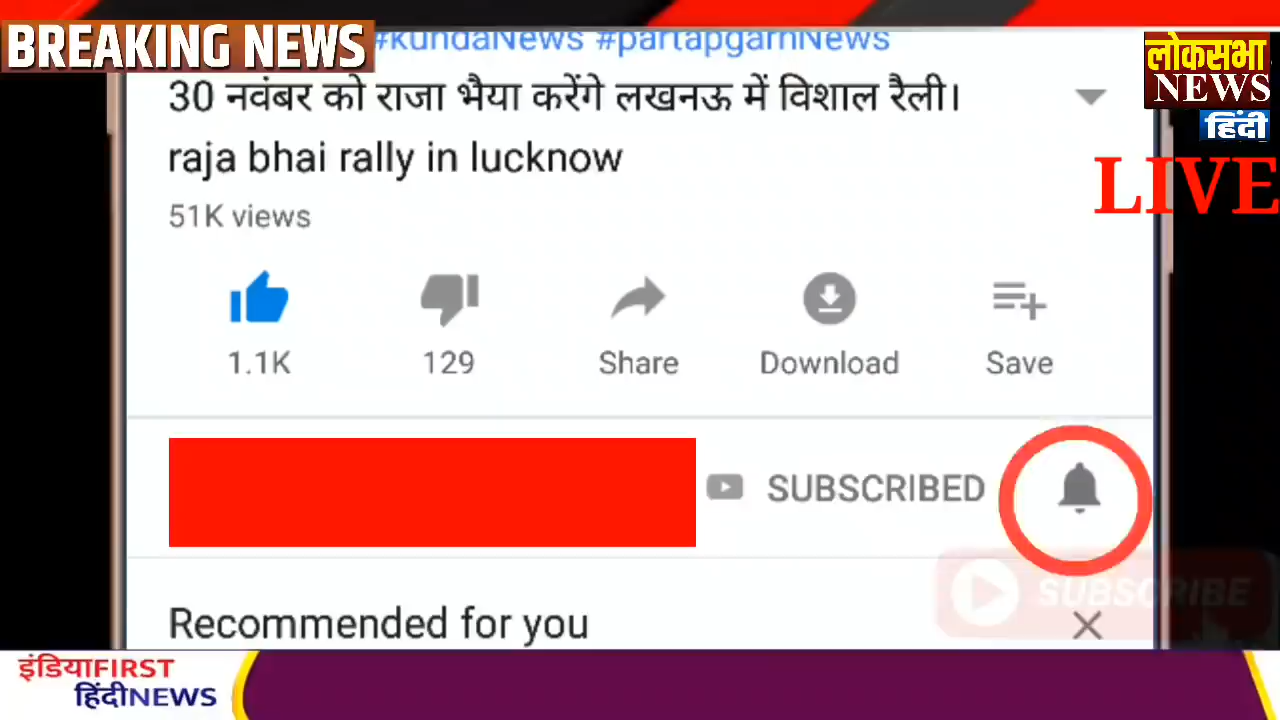 BREAKING NEWS
#kundaNews #partapgarhNews
लोकसभा
NEWS
हिंदी
LIVE
30 नवंबर को राजा भैया करेंगे लखनऊ में विशाल रैली।
raja bhai rally in lucknow
51K views
1.1K
129
Share
Download
Save
SUBSCRIBED
SUBSCRIBE
Recommended for you
इंडियाFIRST
हिंदीNEWS